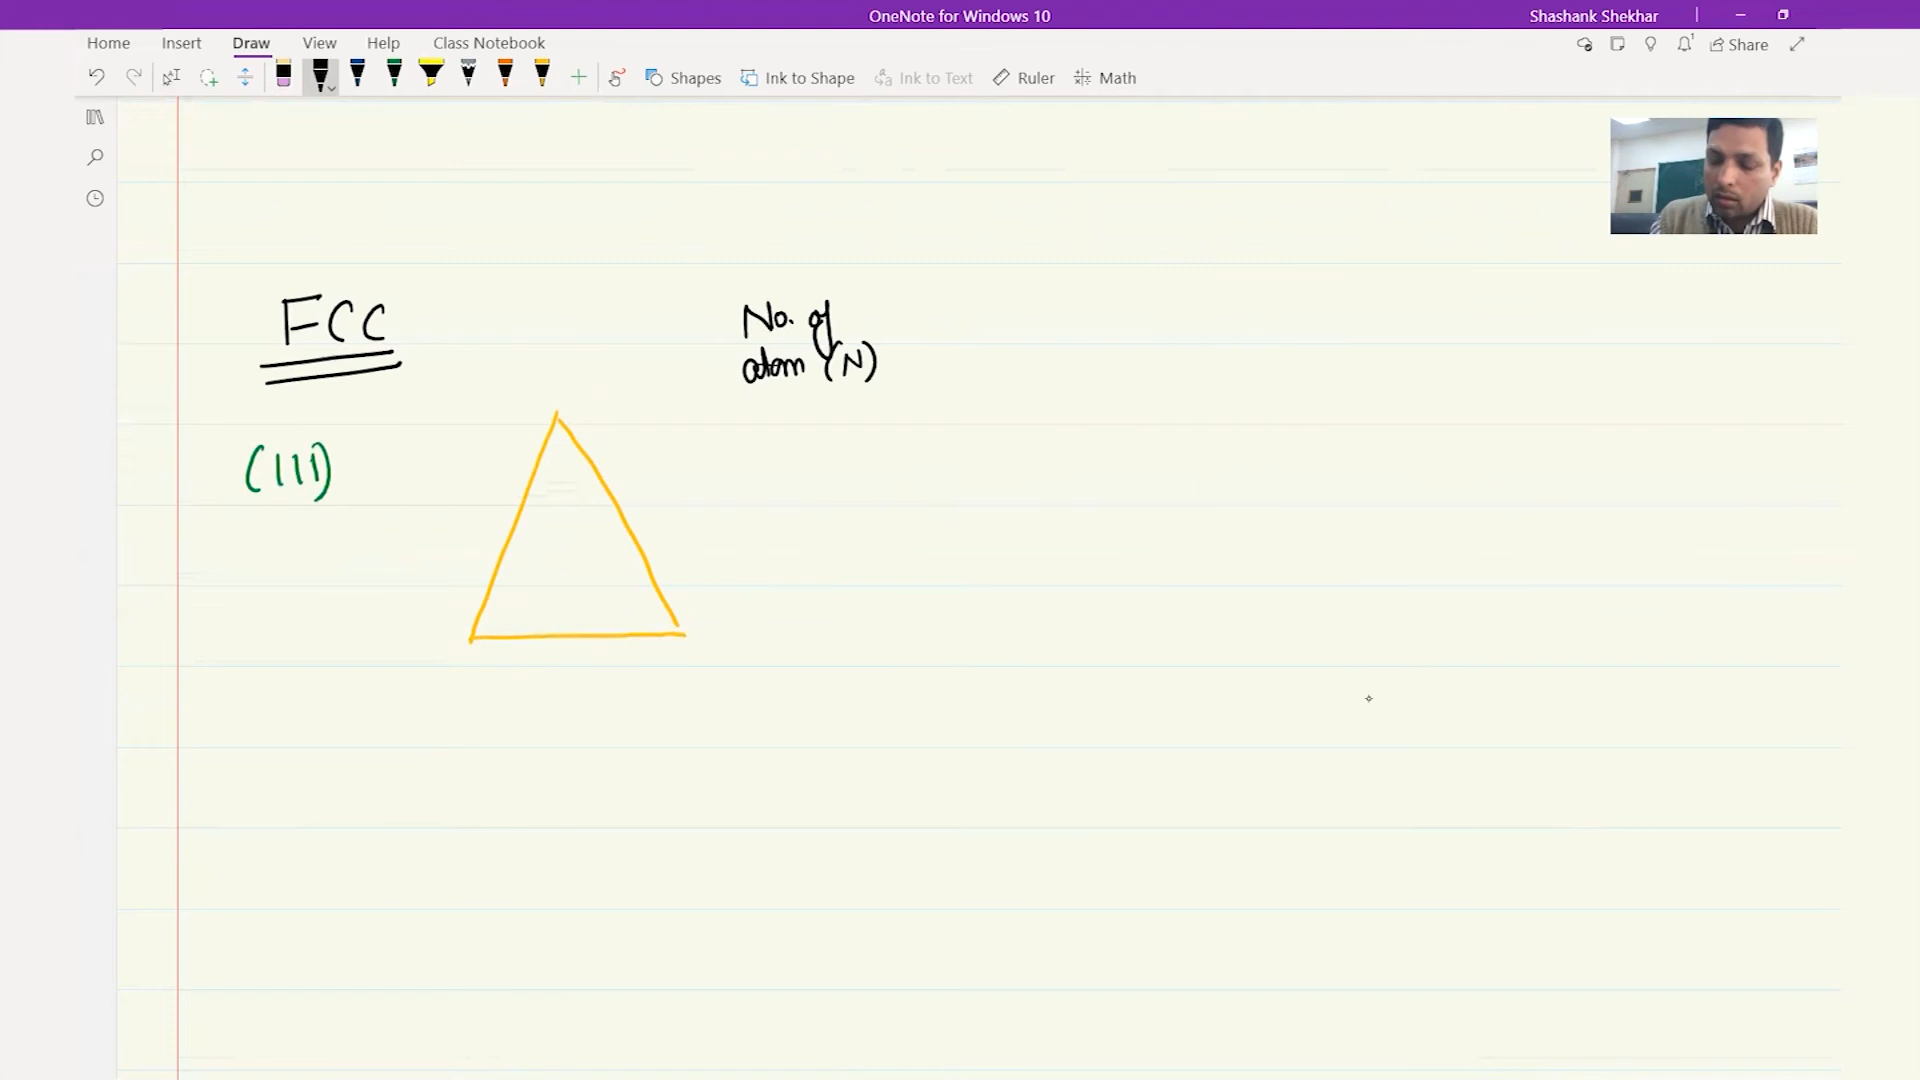 OneNote for Windows 10
Shashank Shekhar
Home Insert Draw View Help Class Notebook
Share
Shapes Ink to Shape Ink to Text Ruler Math
FCC
No. of
atom (N)
(111)